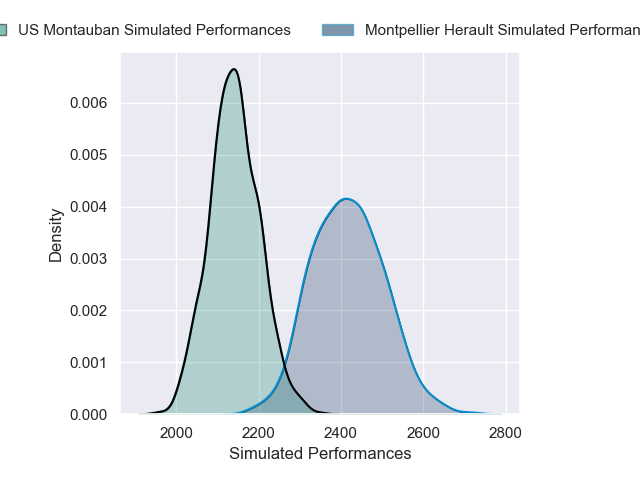 US Montauban Simulated Performances Montpellier Herault Simulated Performan
0.006
0.005
0.004
0.003
0.002
0.001
0.000
Density
2000 2200 2400 2600 2800
Simulated Performances